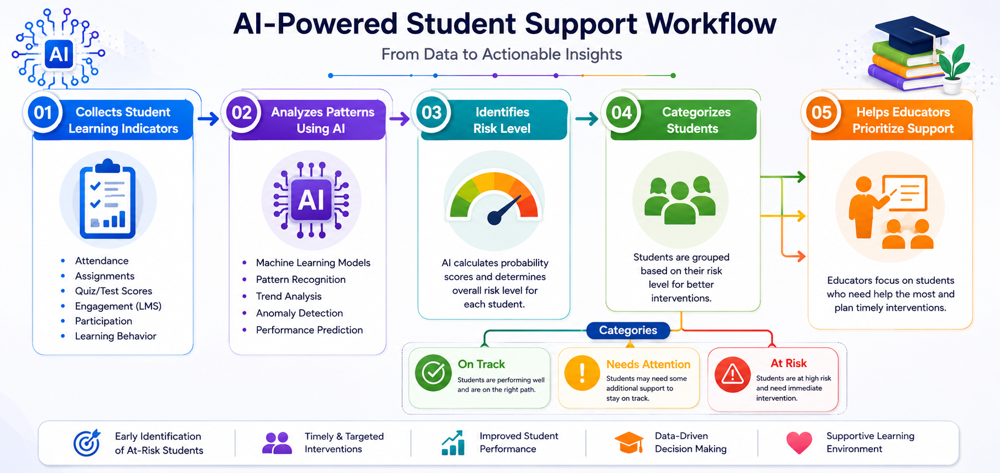 AI-Powered Student Support Workflow
From Data to Actionable Insights
AI
01
Collects Student
Learning Indicators
Attendance
Assignments
Quiz/Test Scores
Engagement (LMS)
Participation
Learning Behavior
02
Analyzes Patterns
Using AI
AI
Machine Learning Models
Pattern Recognition
Trend Analysis
Anomaly Detection
Performance Prediction
03
Identifies
Risk Level
AI calculates probability
scores and determines
overall risk level for
each student.
04
Categorizes
Students
Students are grouped
based on their risk
level for better
interventions.
05
Helps Educators
Prioritize Support
Educators focus on students
who need help the most and
plan timely interventions.
Categories
On Track
Students are performing well
and are on the right path.
Needs Attention
Students may need some
additional support to
stay on track.
At Risk
Students are at high risk
and need immediate
intervention.
Early Identification
of At-Risk Students
Timely & Targeted
Interventions
Improved Student
Performance
Data-Driven
Decision Making
Supportive Learning
Environment